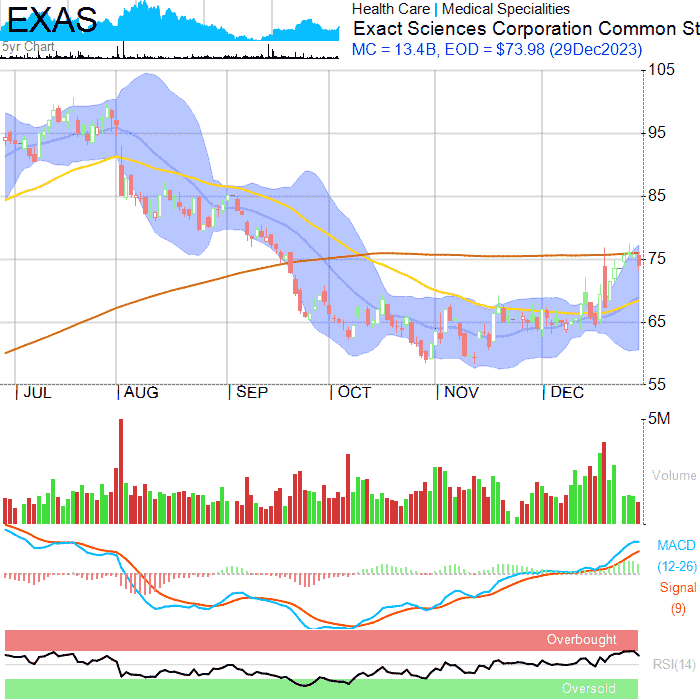 EXAS
5yr Chart
Health Care | Medical Specialities
Exact Sciences Corporation Common St
MC = 13.4B, EOD = $73.98 (29Dec2023)
105
95
85
75
65
55
JUL AUG SEP OCT NOV DEC
5M
Volume
MACD
(12-26)
Signal
(9)
Overbought
RSI(14)
Oversold